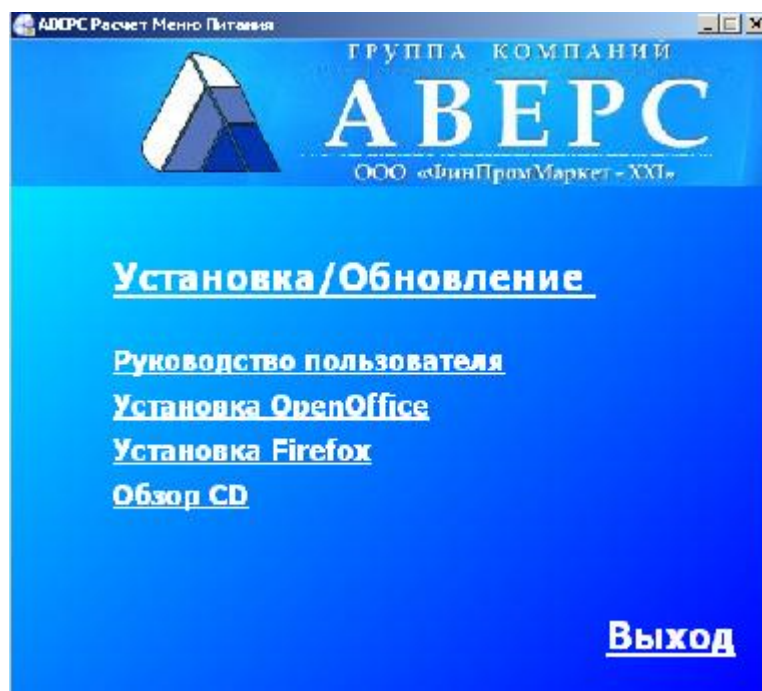 АВЕРС Расчет Меню Питания
ГРУППА КОМПАНИЙ
АВЕРС
ООО «ФинПромМаркет-XXI»
Установка/Обновление
Руководство пользователя
Установка OpenOffice
Установка Firefox
Обзор CD
Выход